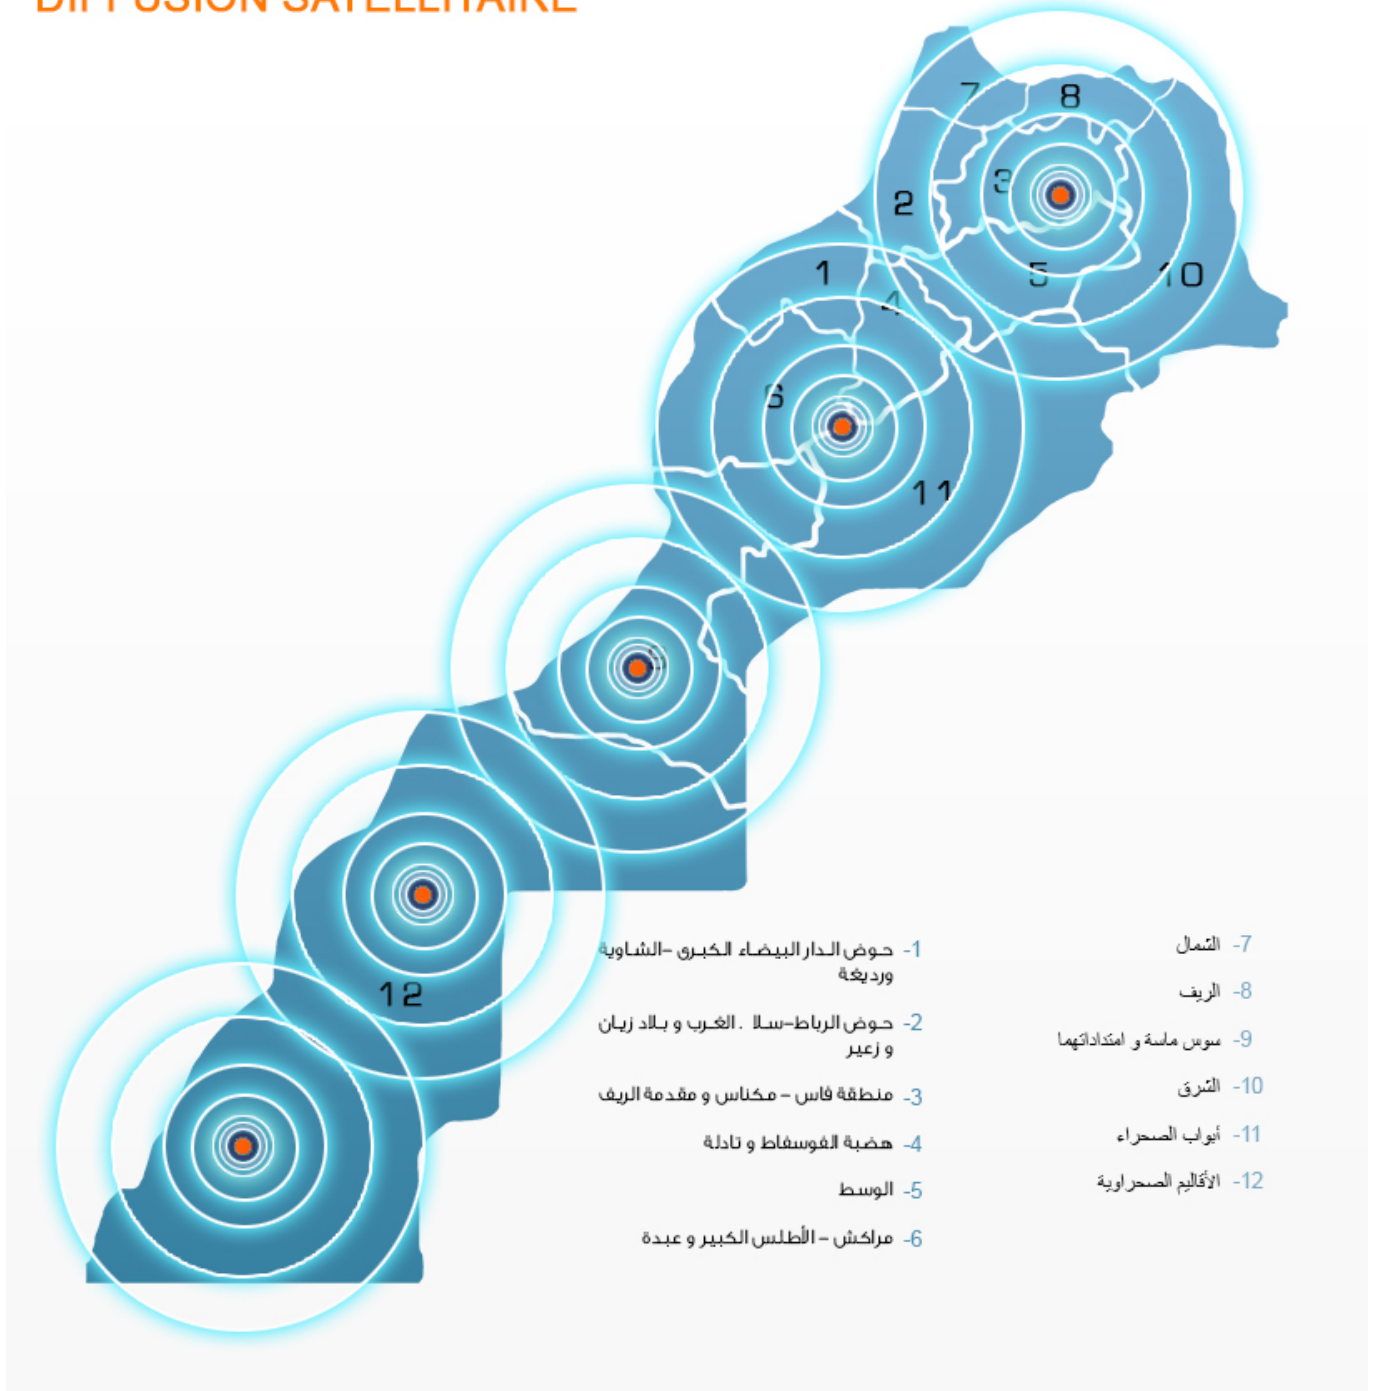 DIFFUSION SATELLITAIRE
7
8
3
2
1
5
10
4
6
11
9
12
1- حوض الدار البيضاء الكبرى –الشاوية
ورديغة
2- حوض الرباط–سلا . الغرب و بلاد زيان
و زعير
3- منطقة فاس – مكناس و مقدمة الريف
4- هضبة الفوسفاط و تادلة
5- الوسط
6- مراكش – الأطلس الكبير و عبدة
7- الشمال
8- الريف
9- سوس ماسة و امتداداتهما
10- الشرق
11- أبواب الصحراء
12- الأقاليم الصحراوية